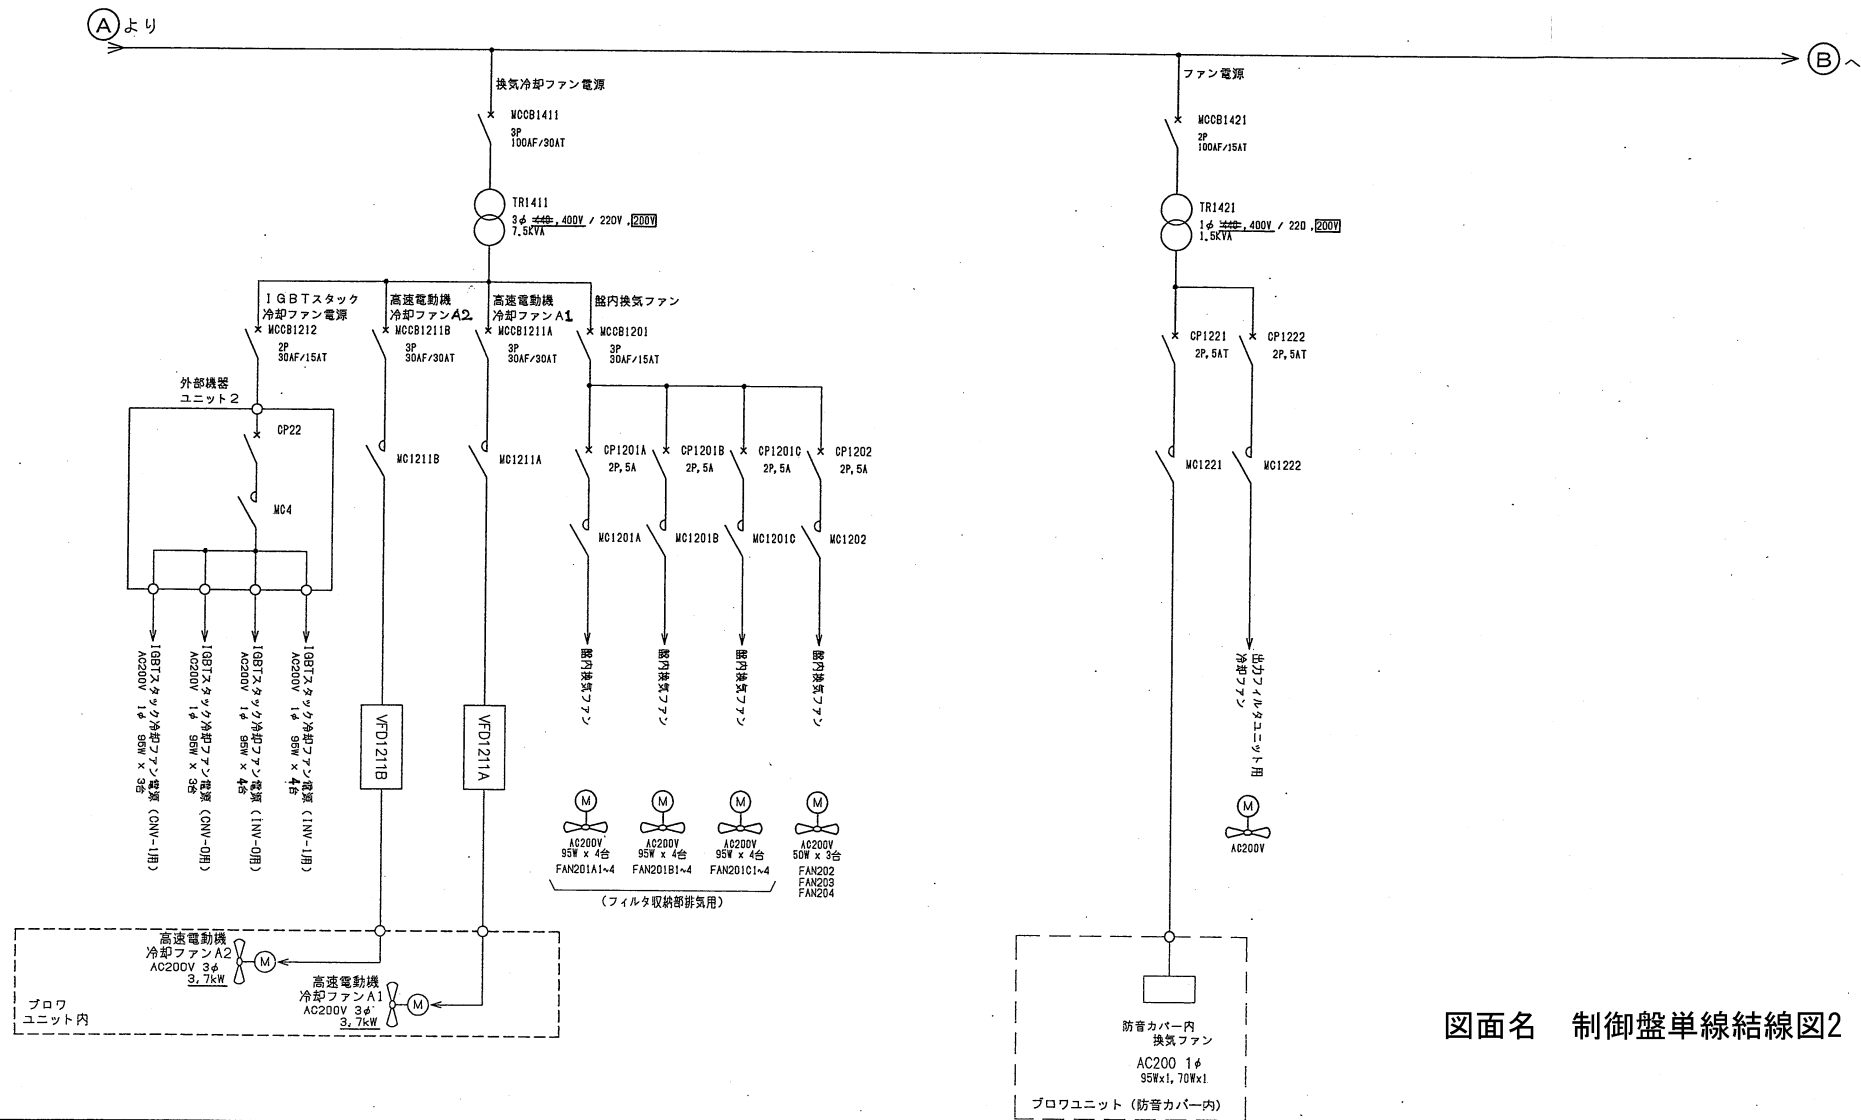 Aより
Bへ
換気冷却ファン電源
MCCB1411
3P
100AF/30AT
TR1411
3φ 440,400V / 220V,200V
7.5KVA
IGBTスタック
冷却ファン電源
MCCB1212
2P
30AF/15AT
高速電動機
冷却ファンA2
MCCB1211B
3P
30AF/30AT
高速電動機
冷却ファンA1
MCCB1211A
3P
30AF/30AT
盤内換気ファン
MCCB1201
3P
30AF/15AT
外部機器
ユニット2
CP22
MC4
MC1211B
MC1211A
CP1201A
2P,5A
CP1201B
2P,5A
CP1201C
2P,5A
CP1202
2P,5A
MC1201A
MC1201B
MC1201C
MC1202
IGBTスタック冷却ファン電源(CNV-1用)
AC200V 1φ 95W × 3台
IGBTスタック冷却ファン電源(CNV-0用)
AC200V 1φ 95W × 3台
IGBTスタック冷却ファン電源(INV-0用)
AC200V 1φ 95W × 4台
IGBTスタック冷却ファン電源(INV-1用)
AC200V 1φ 95W × 4台
VFD1211B
VFD1211A
盤内換気ファン
盤内換気ファン
盤内換気ファン
盤内換気ファン
M
AC200V
95W x 4台
FAN201A1~4
M
AC200V
95W x 4台
FAN201B1~4
M
AC200V
95W x 4台
FAN201C1~4
M
AC200V
50W x 3台
FAN202
FAN203
FAN204
(フィルタ収納部排気用)
高速電動機
冷却ファンA2
AC200V 3φ
3,7kW
M
高速電動機
冷却ファンA1
AC200V 3φ
3,7kW
M
ブロワ
ユニット内
ファン電源
MCCB1421
2P
100AF/15AT
TR1421
1φ 440,400V / 220,200V
1.5KVA
CP1221
2P,5AT
CP1222
2P,5AT
MC1221
MC1222
出力フィルタユニット用
冷却ファン
M
AC200V
防音カバー内
換気ファン
AC200 1φ
95Wx1,70Wx1
ブロワユニット(防音カバー内)
図面名 制御盤単線結線図2